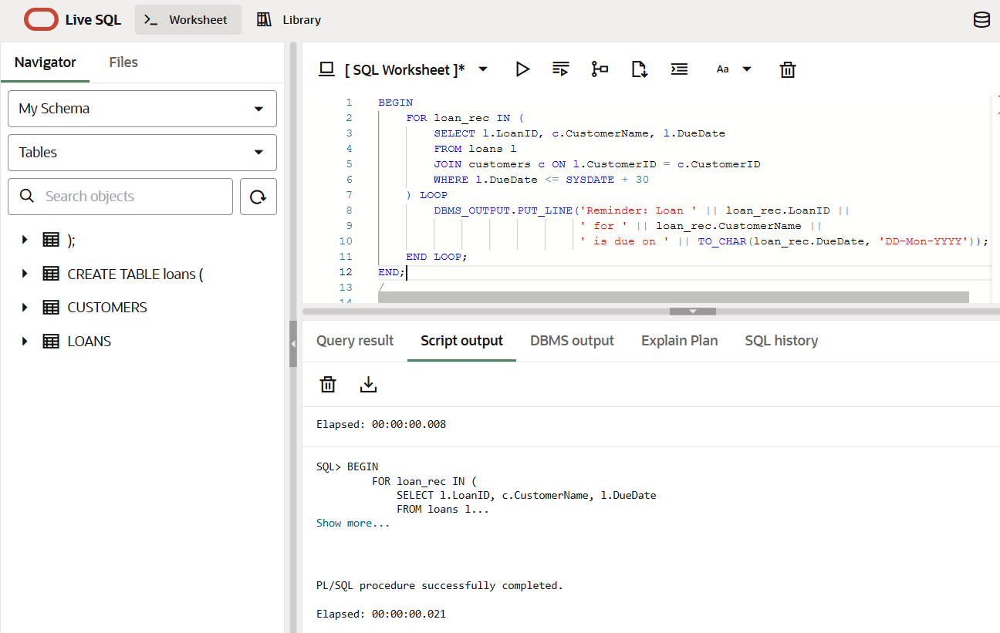 Live SQL
Worksheet
Library
Navigator
Files
My Schema
Tables
Search objects
);
CREATE TABLE loans (
CUSTOMERS
LOANS
[ SQL Worksheet ]*
Aa
1 BEGIN
2 FOR loan_rec IN (
3 SELECT l.LoanID, c.CustomerName, l.DueDate
4 FROM loans l
5 JOIN customers c ON l.CustomerID = c.CustomerID
6 WHERE l.DueDate <= SYSDATE + 30
7 ) LOOP
8 DBMS_OUTPUT.PUT_LINE('Reminder: Loan ' || loan_rec.LoanID ||
9 ' for ' || loan_rec.CustomerName ||
10 ' is due on ' || TO_CHAR(loan_rec.DueDate, 'DD-Mon-YYYY'));
11 END LOOP;
12 END;
13 /
14
Query result
Script output
DBMS output
Explain Plan
SQL history
Elapsed: 00:00:00.008
SQL> BEGIN
FOR loan_rec IN (
SELECT l.LoanID, c.CustomerName, l.DueDate
FROM loans l...
Show more...
PL/SQL procedure successfully completed.
Elapsed: 00:00:00.021